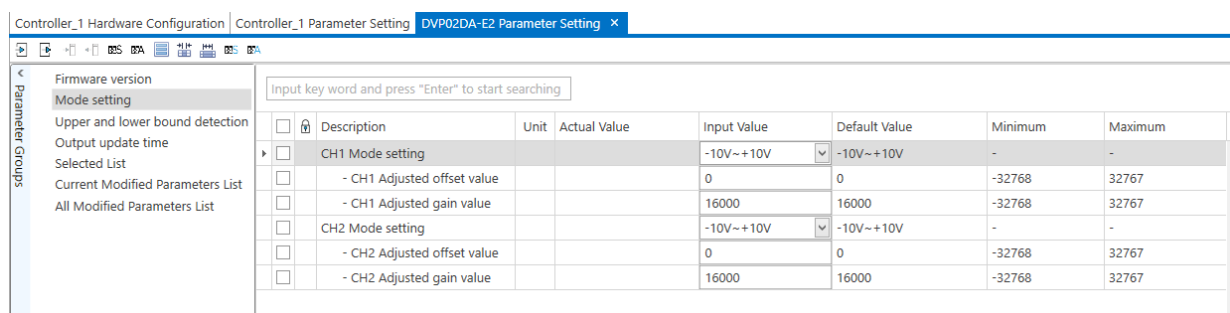 Controller_1 Hardware Configuration Controller_1 Parameter Setting DVP02DA-E2 Parameter Setting ×
Parameter Groups
Firmware version
Mode setting
Upper and lower bound detection
Output update time
Selected List
Current Modified Parameters List
All Modified Parameters List
Input key word and press "Enter" to start searching
Description Unit Actual Value Input Value Default Value Minimum Maximum
CH1 Mode setting -10V~+10V -10V~+10V - -
- CH1 Adjusted offset value 0 0 -32768 32767
- CH1 Adjusted gain value 16000 16000 -32768 32767
CH2 Mode setting -10V~+10V -10V~+10V - -
- CH2 Adjusted offset value 0 0 -32768 32767
- CH2 Adjusted gain value 16000 16000 -32768 32767